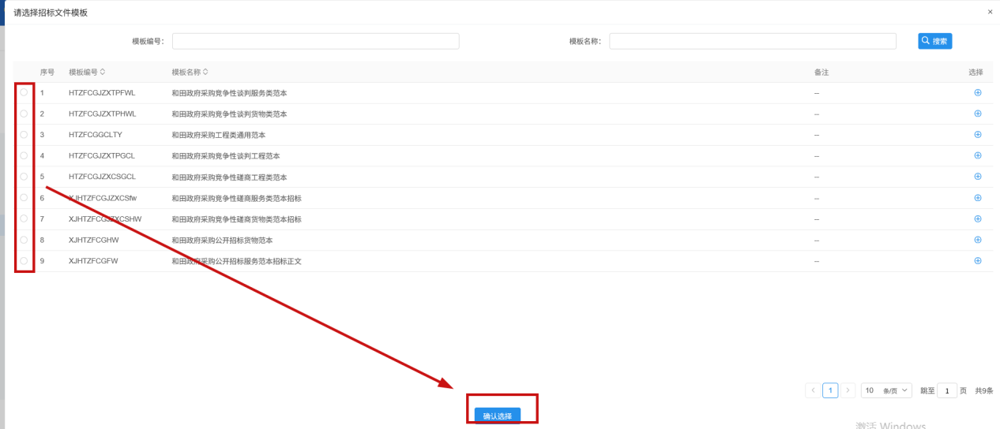 请选择招标文件模板 ×
模板编号： 模板名称： 搜索
序号 模板编号 模板名称 备注 选择
1 HTZFCGJZXTPFWL 和田政府采购竞争性谈判服务类范本 --
2 HTZFCGJZXTPHWL 和田政府采购竞争性谈判货物类范本 --
3 HTZFCGGCLTY 和田政府采购工程类通用范本 --
4 HTZFCGJZXTPGCL 和田政府采购竞争性谈判工程范本 --
5 HTZFCGJZXCSGCL 和田政府采购竞争性磋商工程类范本 --
6 XJHTZFCGJZXCSfw 和田政府采购竞争性磋商服务类范本招标 --
7 XJHTZFCGJZXCSHW 和田政府采购竞争性磋商货物类范本招标 --
8 XJHTZFCGHW 和田政府采购公开招标货物范本 --
9 XJHTZFCGFW 和田政府采购公开招标服务范本招标正文 --
< 1 > 10 条/页 跳至 1 页 共9条
确认选择
激活 Windows